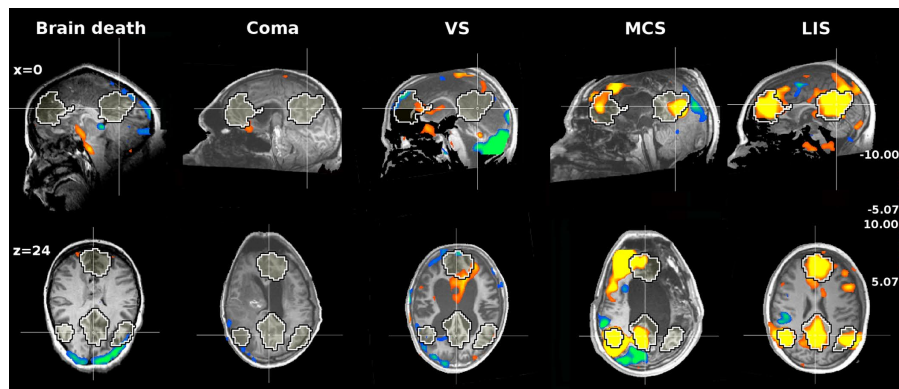 Brain death Coma VS MCS LIS
x=0
-10.00
-5.07
10.00
z=24
5.07